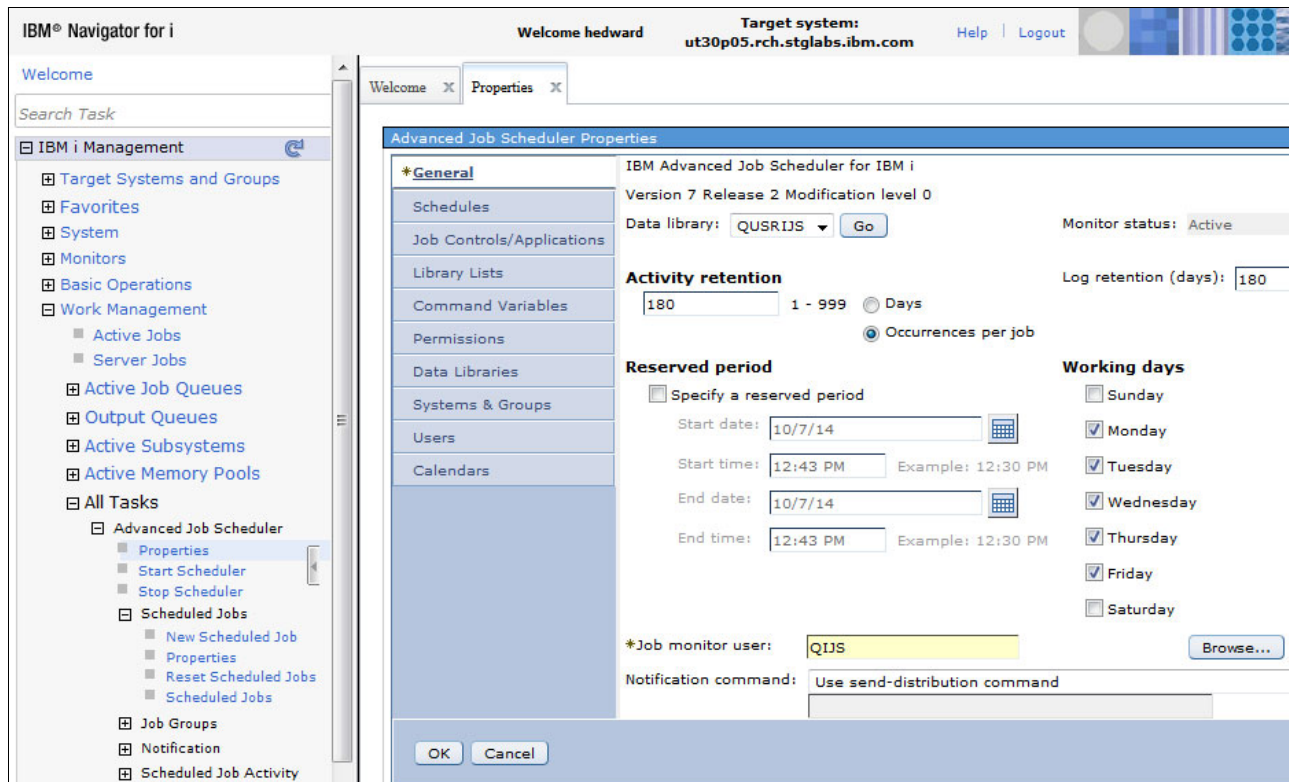 IBM® Navigator for i
Welcome hedward
Target system:
ut30p05.rch.stglabs.ibm.com
Help
Logout
Welcome
Search Task
IBM i Management
Target Systems and Groups
Favorites
System
Monitors
Basic Operations
Work Management
Active Jobs
Server Jobs
Active Job Queues
Output Queues
Active Subsystems
Active Memory Pools
All Tasks
Advanced Job Scheduler
Properties
Start Scheduler
Stop Scheduler
Scheduled Jobs
New Scheduled Job
Properties
Reset Scheduled Jobs
Scheduled Jobs
Job Groups
Notification
Scheduled Job Activity
Welcome X
Properties X
Advanced Job Scheduler Properties
*General
Schedules
Job Controls/Applications
Library Lists
Command Variables
Permissions
Data Libraries
Systems & Groups
Users
Calendars
IBM Advanced Job Scheduler for IBM i
Version 7 Release 2 Modification level 0
Data library: QUSRIJS Go
Monitor status: Active
Activity retention
Log retention (days): 180
180 1 - 999 Days
Occurrences per job
Reserved period
Specify a reserved period
Start date: 10/7/14
Start time: 12:43 PM Example: 12:30 PM
End date: 10/7/14
End time: 12:43 PM Example: 12:30 PM
Working days
Sunday
Monday
Tuesday
Wednesday
Thursday
Friday
Saturday
*Job monitor user: QIJS Browse...
Notification command: Use send-distribution command
OK Cancel